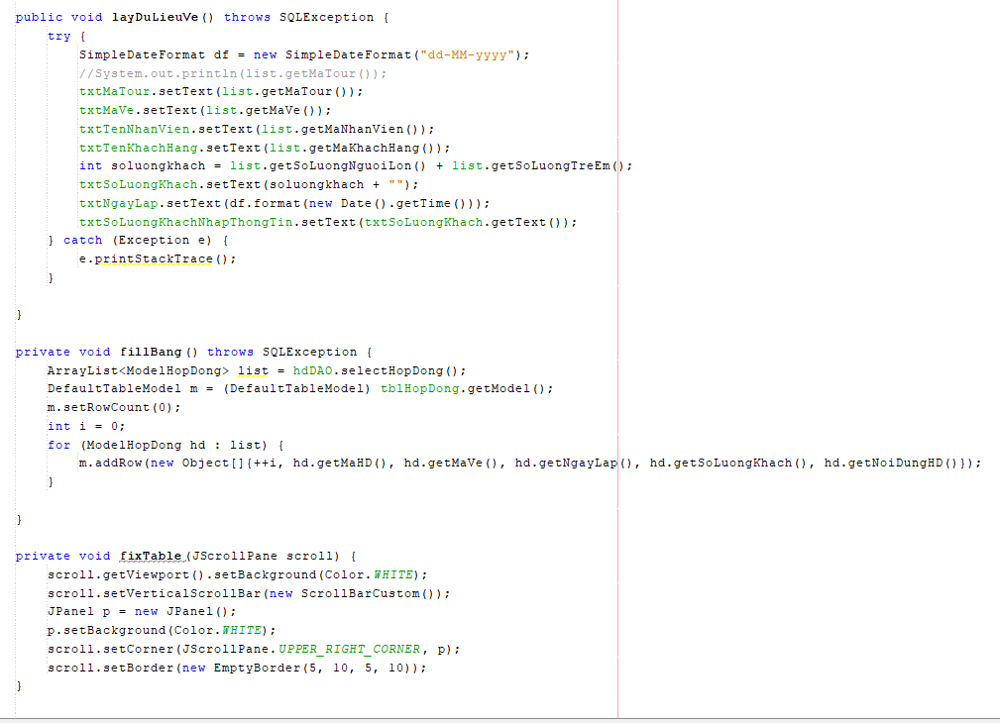 public void layDuLieuVe() throws SQLException {
try {
SimpleDateFormat df = new SimpleDateFormat("dd-MM-yyyy");
//System.out.println(list.getMaTour());
txtMaTour.setText(list.getMaTour());
txtMaVe.setText(list.getMaVe());
txtTenNhanVien.setText(list.getMaNhanVien());
txtTenKhachHang.setText(list.getMaKhachHang());
int soluongkhach = list.getSoLuongNguoiLon() + list.getSoLuongTreEm();
txtSoLuongKhach.setText(soluongkhach + "");
txtNgayLap.setText(df.format(new Date().getTime()));
txtSoLuongKhachNhapThongTin.setText(txtSoLuongKhach.getText());
} catch (Exception e) {
e.printStackTrace();
}
}
private void fillBang() throws SQLException {
ArrayList<ModelHopDong> list = hdDAO.selectHopDong();
DefaultTableModel m = (DefaultTableModel) tblHopDong.getModel();
m.setRowCount(0);
int i = 0;
for (ModelHopDong hd : list) {
m.addRow(new Object[]{++i, hd.getMaHD(), hd.getMaVe(), hd.getNgayLap(), hd.getSoLuongKhach(), hd.getNoiDungHD()});
}
}
private void fixTable(JScrollPane scroll) {
scroll.getViewport().setBackground(Color.WHITE);
scroll.setVerticalScrollBar(new ScrollBarCustom());
JPanel p = new JPanel();
p.setBackground(Color.WHITE);
scroll.setCorner(JScrollPane.UPPER_RIGHT_CORNER, p);
scroll.setBorder(new EmptyBorder(5, 10, 5, 10));
}